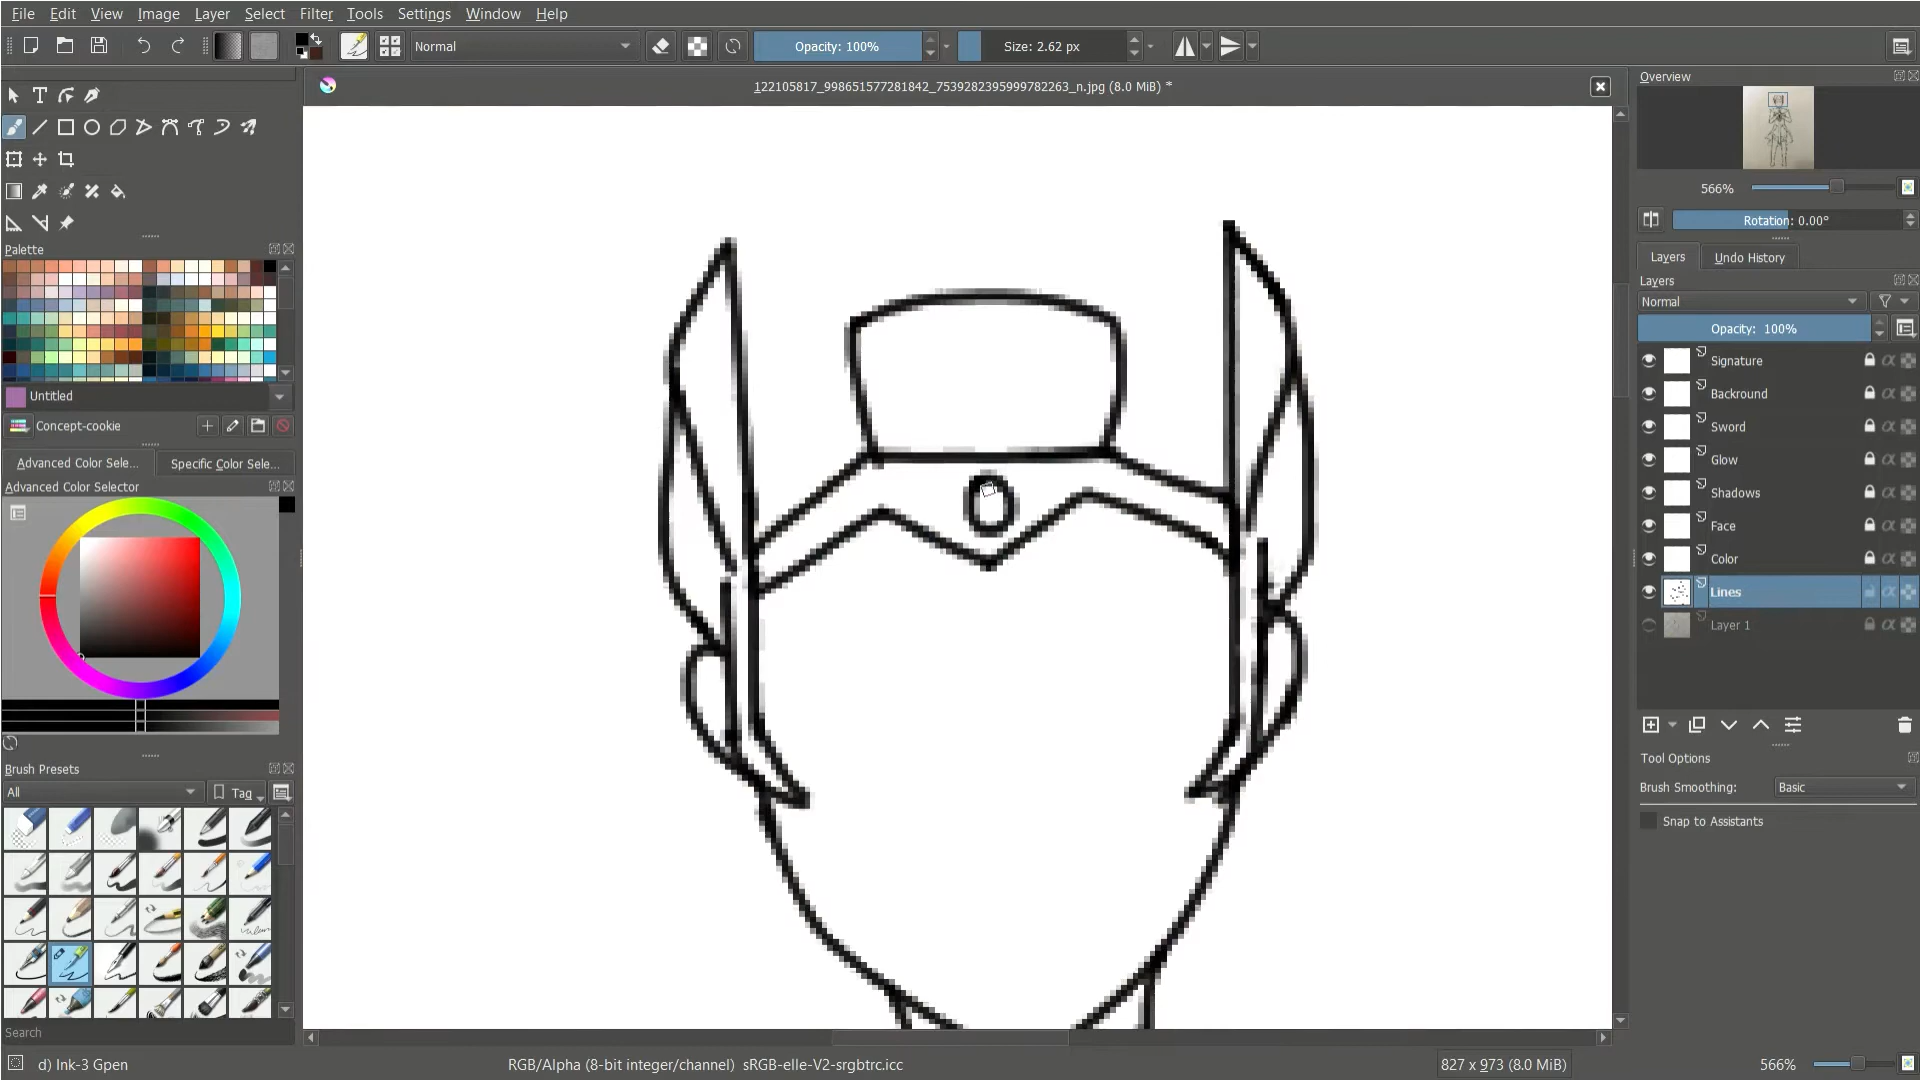 File Edit View Image Layer Select Filter Tools Settings Window Help
Normal Opacity: 100% Size: 2.62 px
122105817_998651577281842_7539282395999782263_n.jpg (8.0 MiB) *
Overview
566%
Rotation: 0.00°
Palette
Untitled
Concept-cookie
Advanced Color Sele... Specific Color Sele...
Advanced Color Selector
Brush Presets
All Tag
Search
Layers Undo History
Layers
Normal
Opacity: 100%
Signature
Backround
Sword
Glow
Shadows
Face
Color
Lines
Layer 1
Tool Options
Brush Smoothing: Basic
Snap to Assistants
d) Ink-3 Gpen RGB/Alpha (8-bit integer/channel) sRGB-elle-V2-srgbtrc.icc 827 x 973 (8.0 MiB) 566%